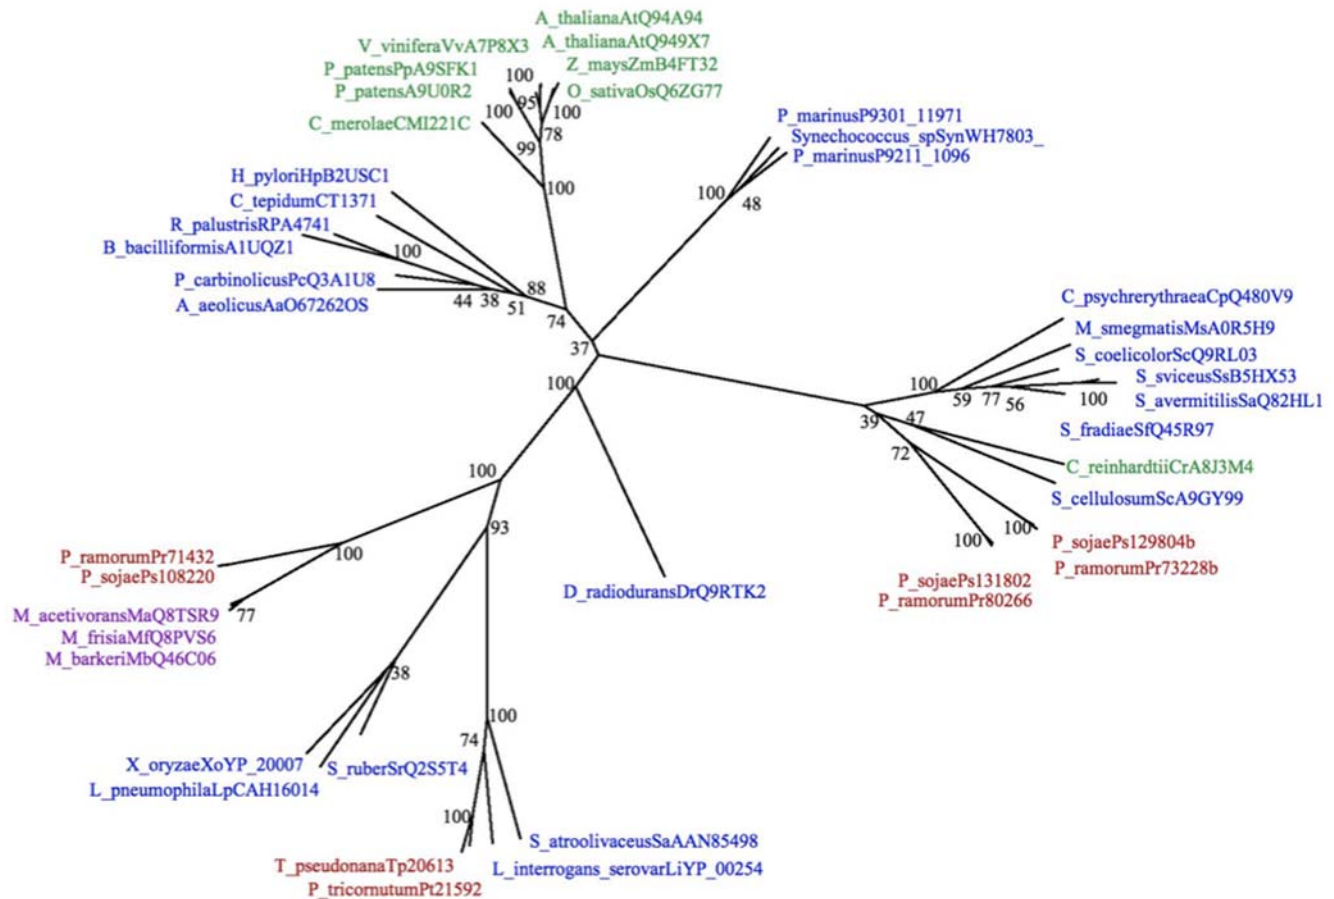 A_thalianaAtQ94A94
V_viniferaVvA7P8X3
A_thalianaAtQ949X7
P_patensPpA9SFK1
100
Z_maysZmB4FT32
P_patensA9U0R2
95
O_sativaOsQ6ZG77
C_merolaeCMI221C
100
100
78
99
100
P_marinusP9301_11971
Synechococcus_spSynWH7803_
P_marinusP9211_1096
100
48
H_pyloriHpB2USC1
C_tepidumCT1371
R_palustrisRPA4741
B_bacilliformisA1UQZ1
100
P_carbinolicusPcQ3A1U8
A_aeolicusAaO67262OS
44
38
51
88
74
37
100
C_psychrerythraeaCpQ480V9
M_smegmatisMsA0R5H9
S_coelicolorScQ9RL03
S_sviceusSsB5HX53
100
59
77
56
100
S_avermitilisSaQ82HL1
39
47
S_fradiaeSfQ45R97
72
C_reinhardtiiCrA8J3M4
S_cellulosumScA9GY99
100
100
P_sojaePs129804b
P_ramorumPr73228b
P_sojaePs131802
P_ramorumPr80266
100
93
D_radioduransDrQ9RTK2
P_ramorumPr71432
100
P_sojaePs108220
M_acetivoransMaQ8TSR9
77
M_frisiaMfQ8PVS6
M_barkeriMbQ46C06
38
100
74
X_oryzaeXoYP_20007
S_ruberSrQ2S5T4
L_pneumophilaLpCAH16014
100
S_atroolivaceusSaAAN85498
T_pseudonanaTp20613
L_interrogans_serovarLiYP_00254
P_tricornutumPt21592